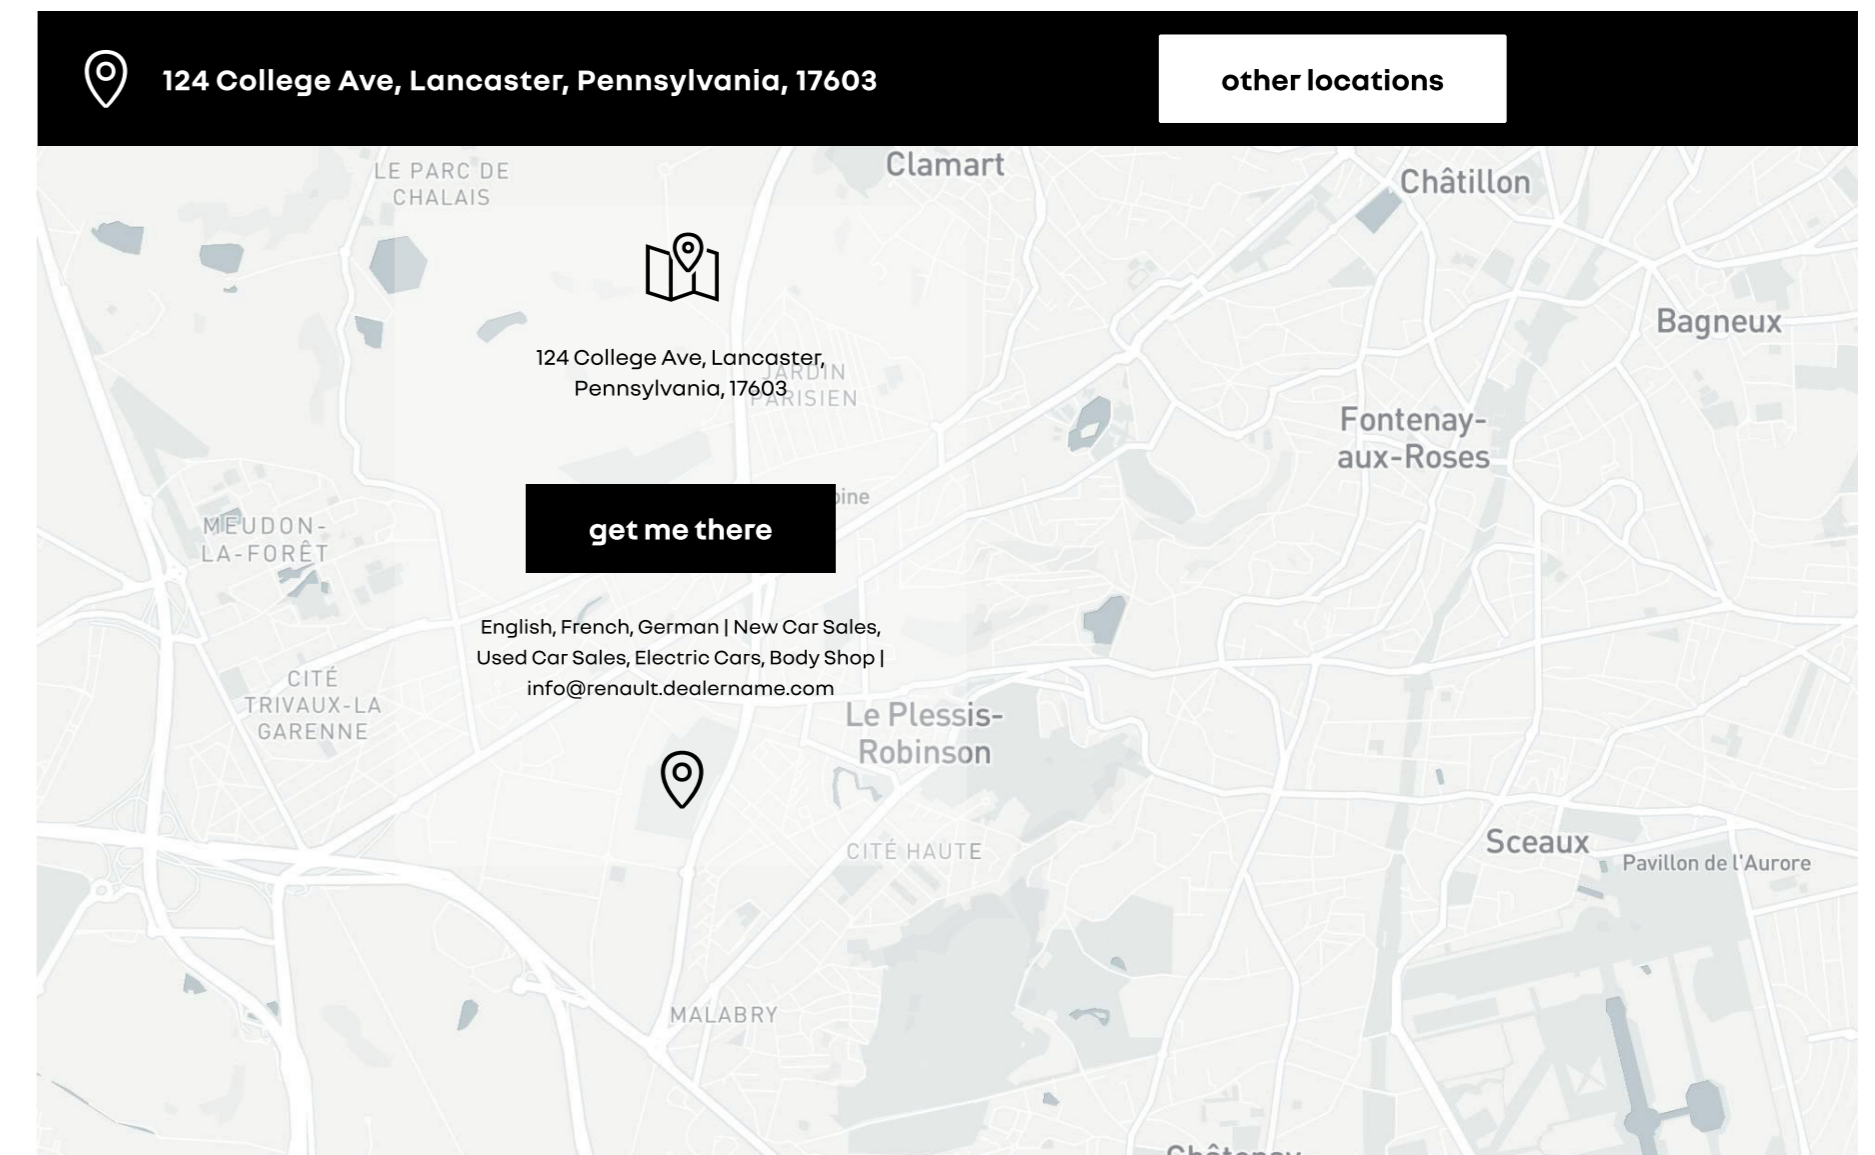 124 College Ave, Lancaster, Pennsylvania, 17603
other locations
LE PARC DE
CHALAIS
Clamart
Châtillon
Bagneux
124 College Ave, Lancaster,
Pennsylvania, 17603
JARDIN
PARISIEN
Fontenay-
aux-Roses
get me there
MEUDON-
LA-FORÊT
English, French, German | New Car Sales,
Used Car Sales, Electric Cars, Body Shop |
info@renault.dealername.com
CITÉ
TRIVAUX-LA
GARENNE
Le Plessis-
Robinson
CITÉ HAUTE
Sceaux
Pavillon de l'Aurore
MALABRY